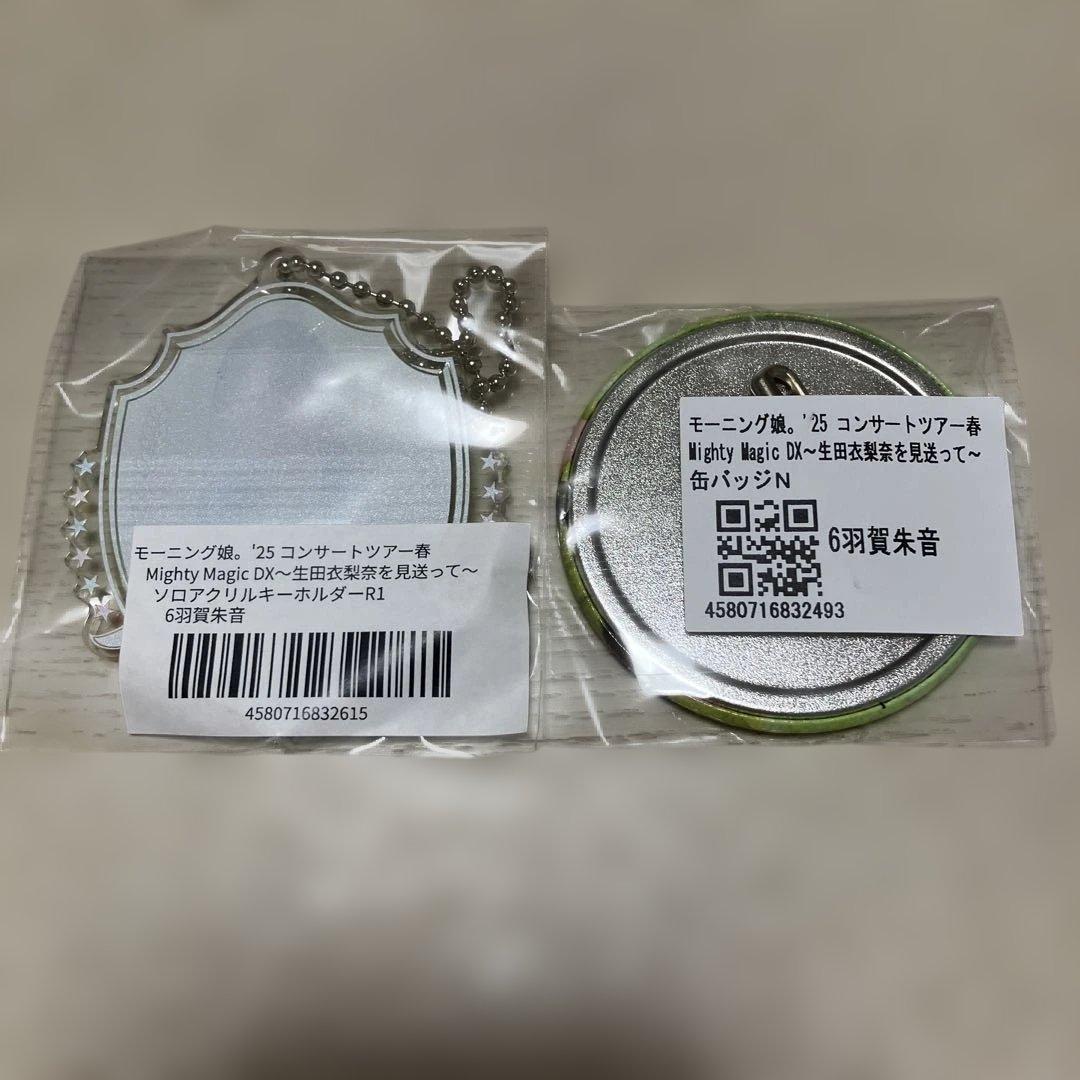 モーニング娘。'25 コンサートツアー春
Mighty Magic DX～生田衣梨奈を見送って～
ソロアクリルキーホルダーR1
6羽賀朱音
4580716832615
モーニング娘。'25 コンサートツアー春
Mighty Magic DX～生田衣梨奈を見送って～
缶バッジN
6羽賀朱音
4580716832493